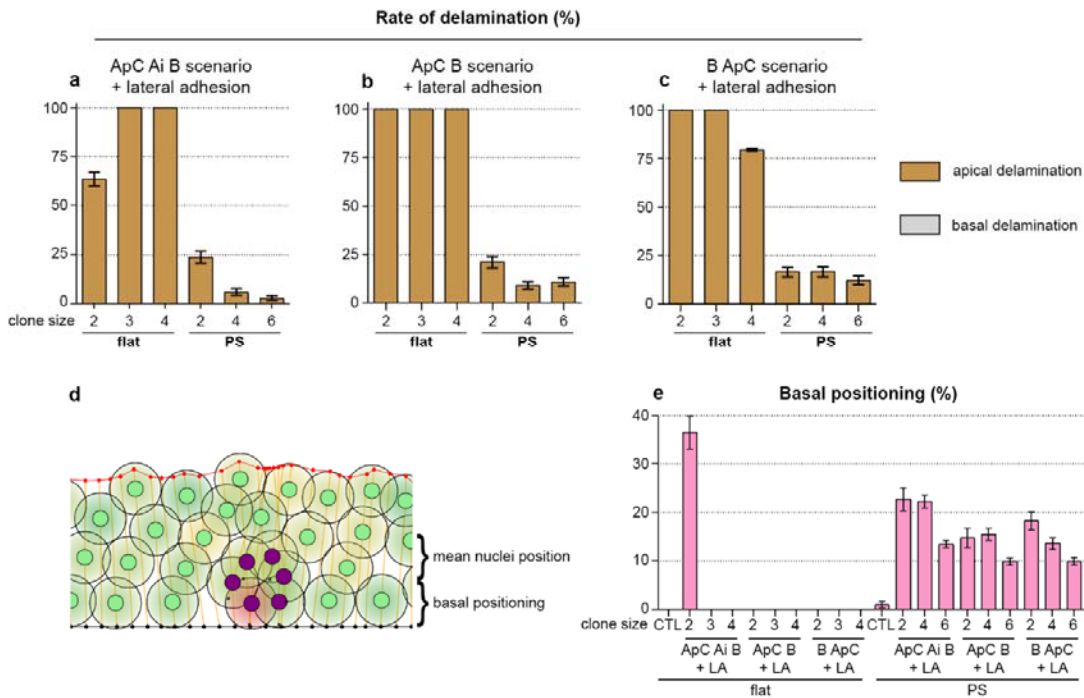 Rate of delamination (%)
a
ApC Ai B scenario
+ lateral adhesion
100
75
50
25
0
clone size 2 3 4 2 4 6
flat PS
b
ApC B scenario
+ lateral adhesion
100
75
50
25
0
2 3 4 2 4 6
flat PS
c
B ApC scenario
+ lateral adhesion
100
75
50
25
0
2 3 4 2 4 6
flat PS
apical delamination
basal delamination
d
mean nuclei position
basal positioning
e
Basal positioning (%)
40
30
20
10
0
clone size CTL 2 3 4 2 3 4 2 3 4 CTL 2 4 6 2 4 6 2 4 6
ApC Ai B ApC B B ApC ApC Ai B ApC B B ApC
+ LA + LA + LA + LA + LA + LA
flat PS